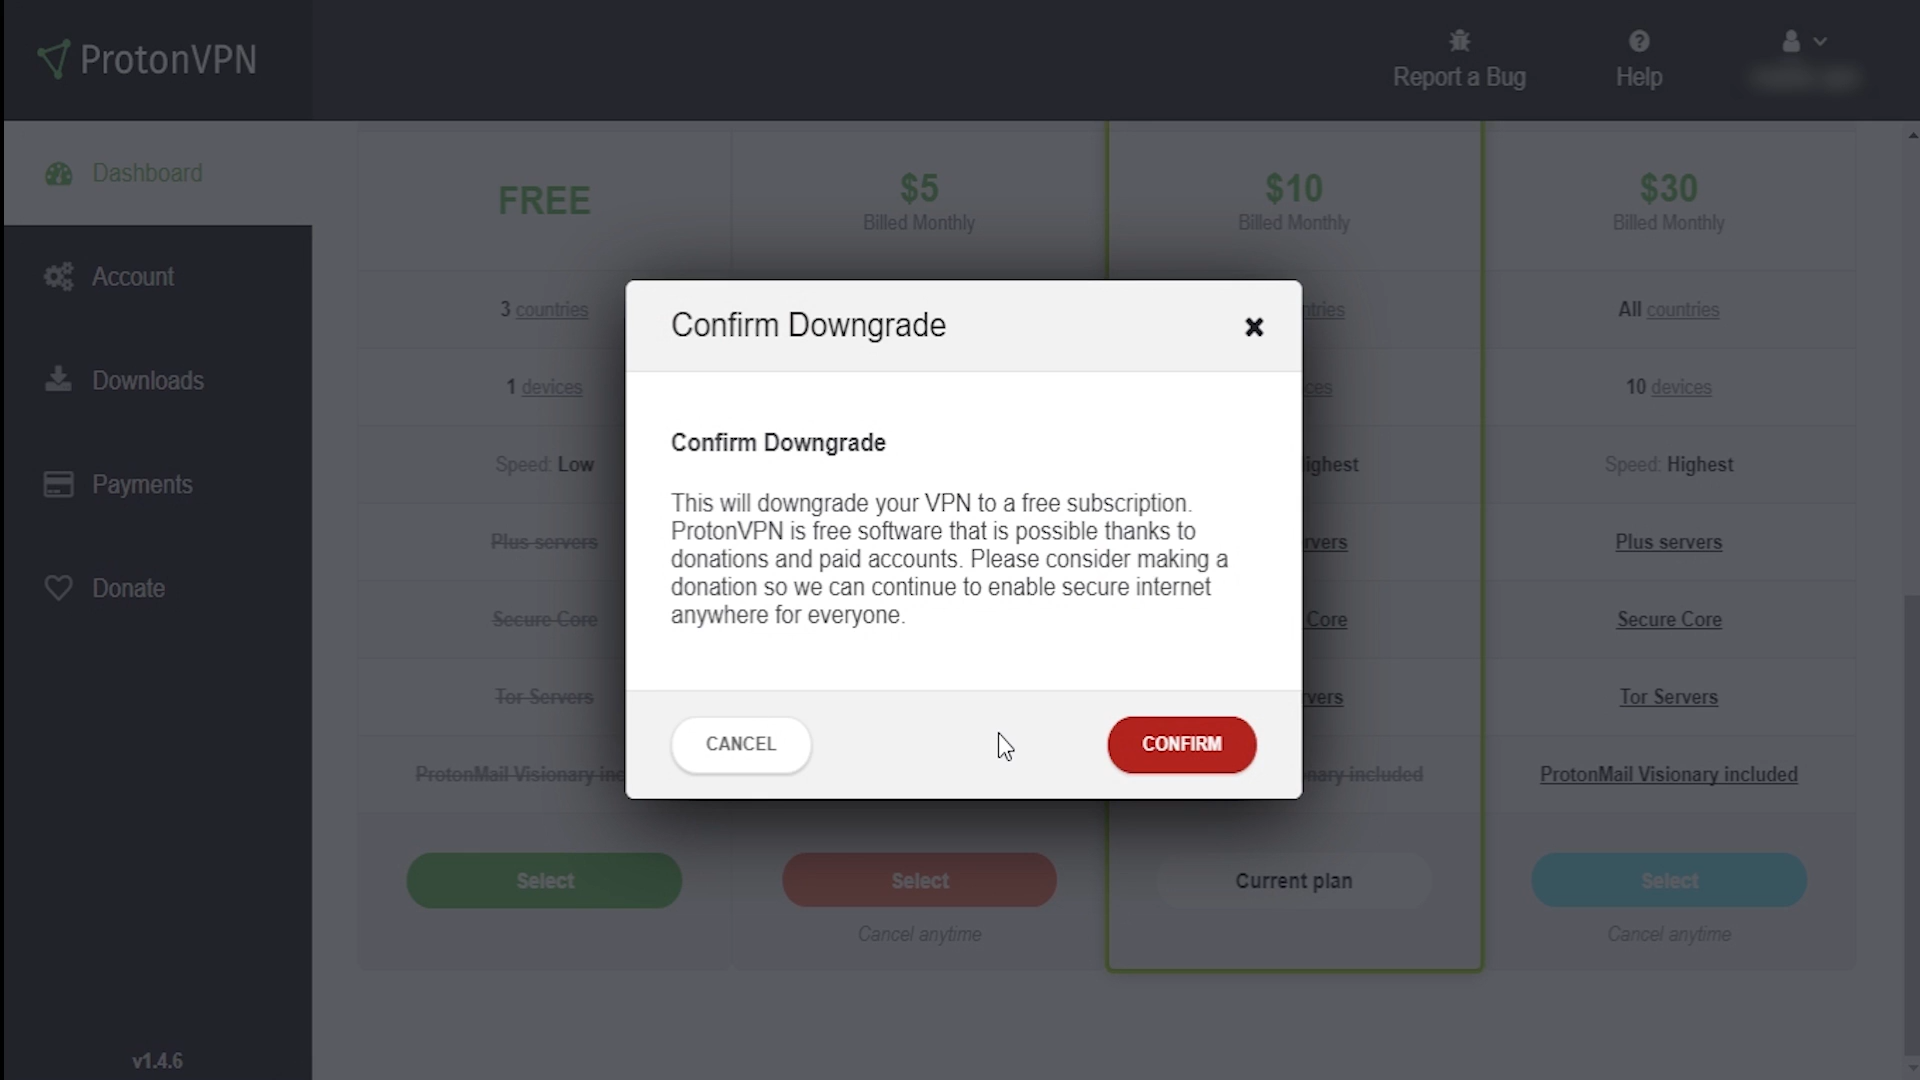 ProtonVPN
Report a Bug
Help
Dashboard
Account
Downloads
Payments
Donate
v1.4.6
FREE
$5
Billed Monthly
$10
Billed Monthly
$30
Billed Monthly
3 countries
All countries
1 devices
10 devices
Speed: Low
Speed: Highest
Plus servers
Plus servers
Secure Core
Core
Secure Core
Tor Servers
Tor Servers
ProtonMail Visionary
included
ProtonMail Visionary included
Confirm Downgrade
Confirm Downgrade
This will downgrade your VPN to a free subscription.
ProtonVPN is free software that is possible thanks to
donations and paid accounts. Please consider making a
donation so we can continue to enable secure internet
anywhere for everyone.
CANCEL
CONFIRM
Select
Select
Current plan
Select
Cancel anytime
Cancel anytime